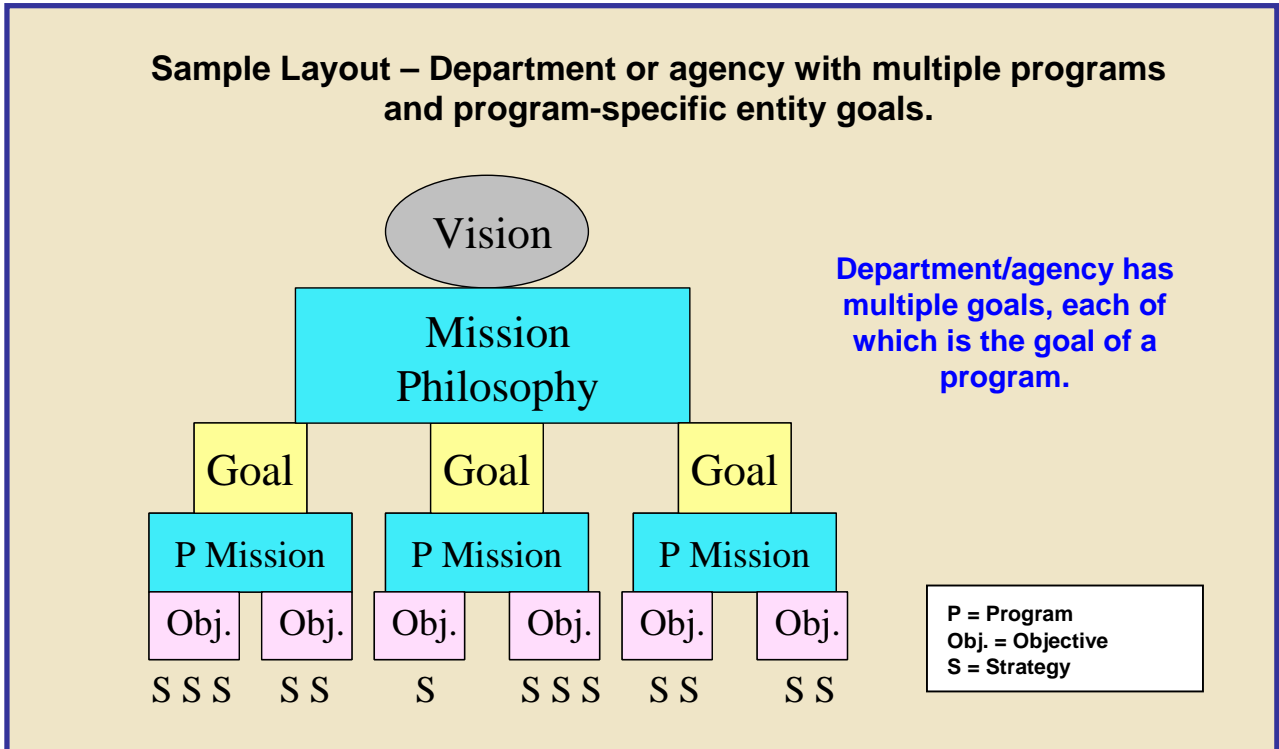 Sample Layout – Department or agency with multiple programs
and program-specific entity goals.
Vision
Department/agency has
multiple goals, each of
which is the goal of a
program.
Mission
Philosophy
Goal Goal Goal
P Mission P Mission P Mission
Obj. Obj. Obj. Obj. Obj. Obj.
S S S S S S S S S S S S S
P = Program
Obj. = Objective
S = Strategy